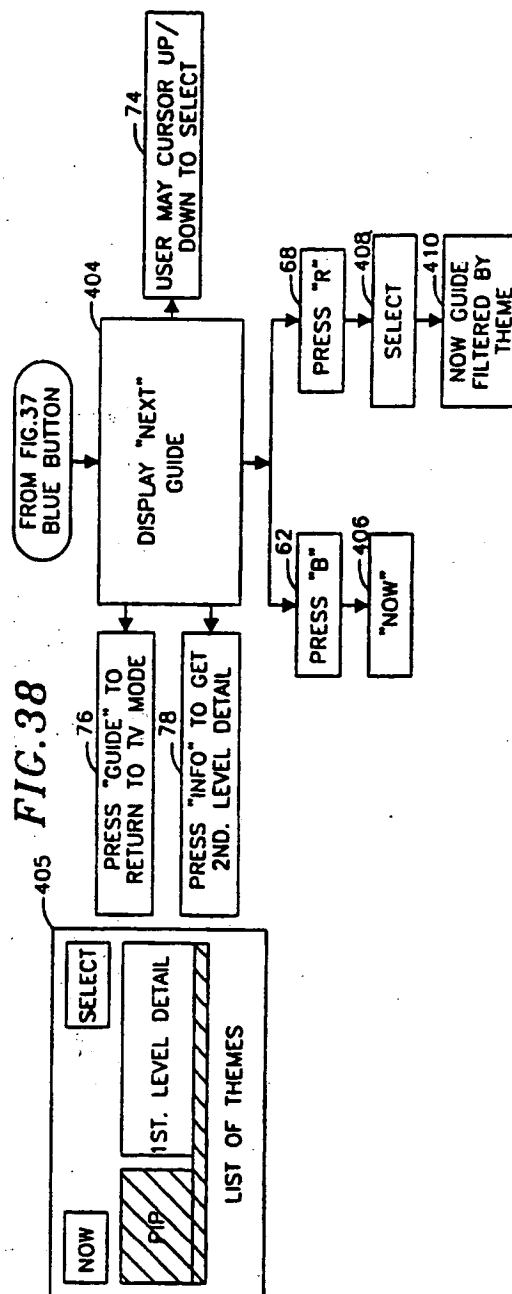 FIG.38
405
NOW
SELECT
PIP
1ST. LEVEL DETAIL
LIST OF THEMES
FROM FIG.37
BLUE BUTTON
404
DISPLAY "NEXT"
GUIDE
74
USER MAY CURSOR UP/
DOWN TO SELECT
76
PRESS "GUIDE" TO
RETURN TO TV MODE
78
PRESS "INFO" TO GET
2ND. LEVEL DETAIL
62
PRESS "B"
406
"NOW"
68
PRESS "R"
408
SELECT
410
NOW GUIDE
FILTERED BY
THEME